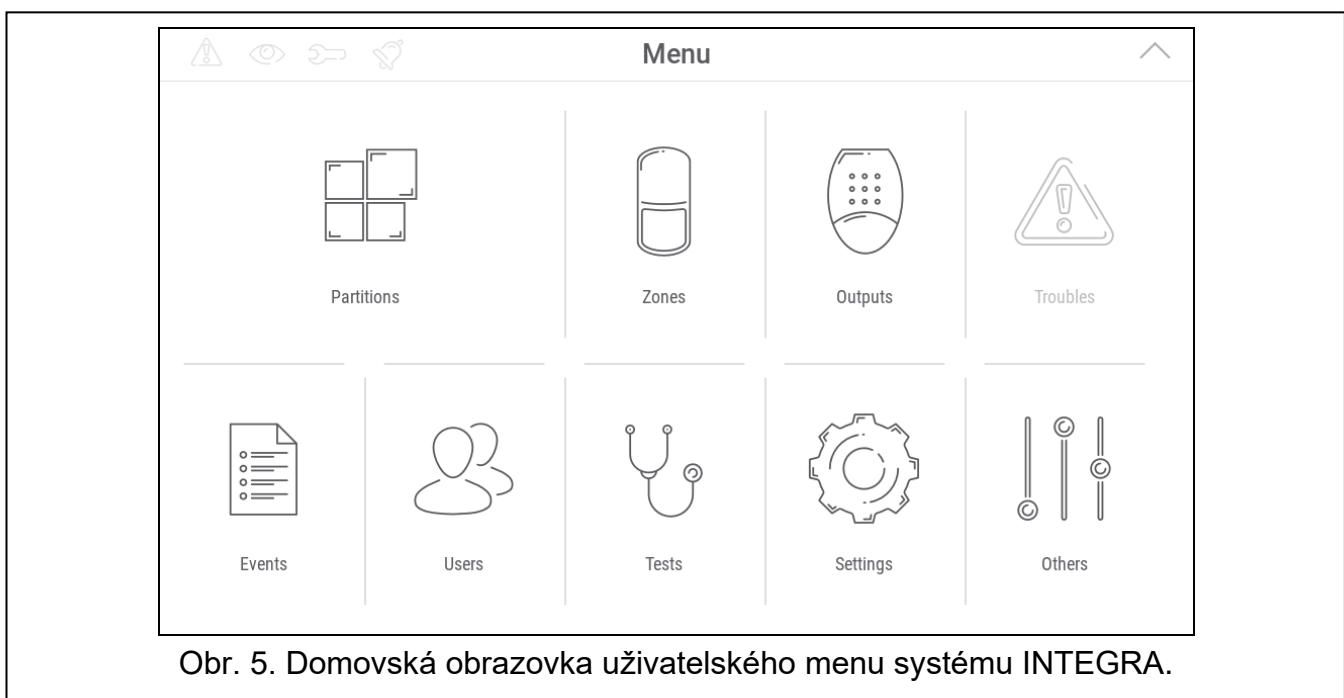 Menu
Partitions
Zones
Outputs
Troubles
Events
Users
Tests
Settings
Others
Obr. 5. Domovská obrazovka uživatelského menu systému INTEGRA.